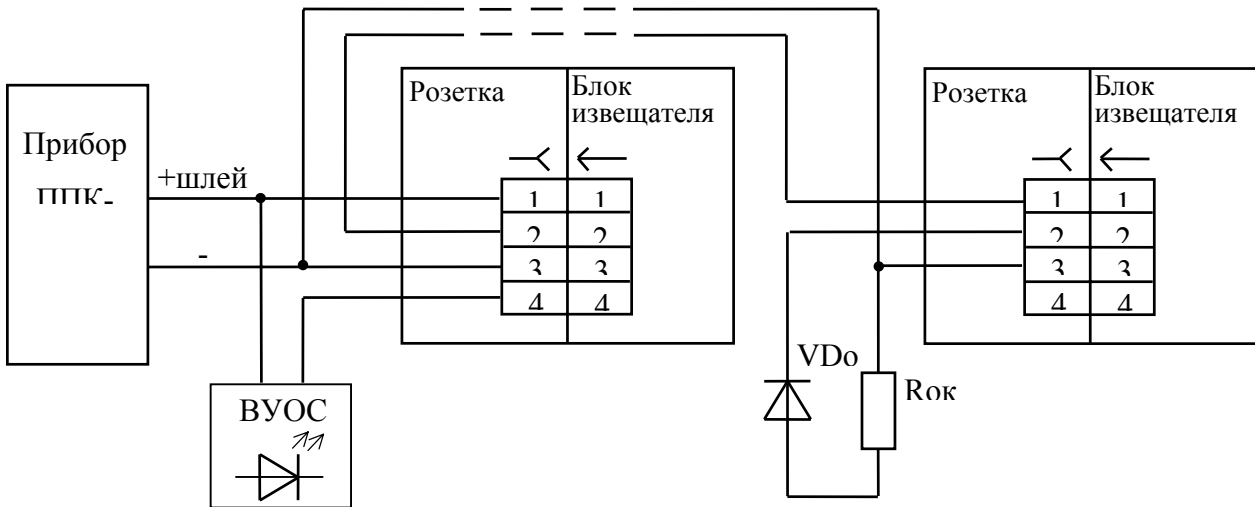 Розетка
Блок
извещателя
Прибор
ППК-
+шлей
-
1 1
2 2
3 3
4 4
ВУОС
Розетка
Блок
извещателя
1 1
2 2
3 3
4 4
VDо
Rок